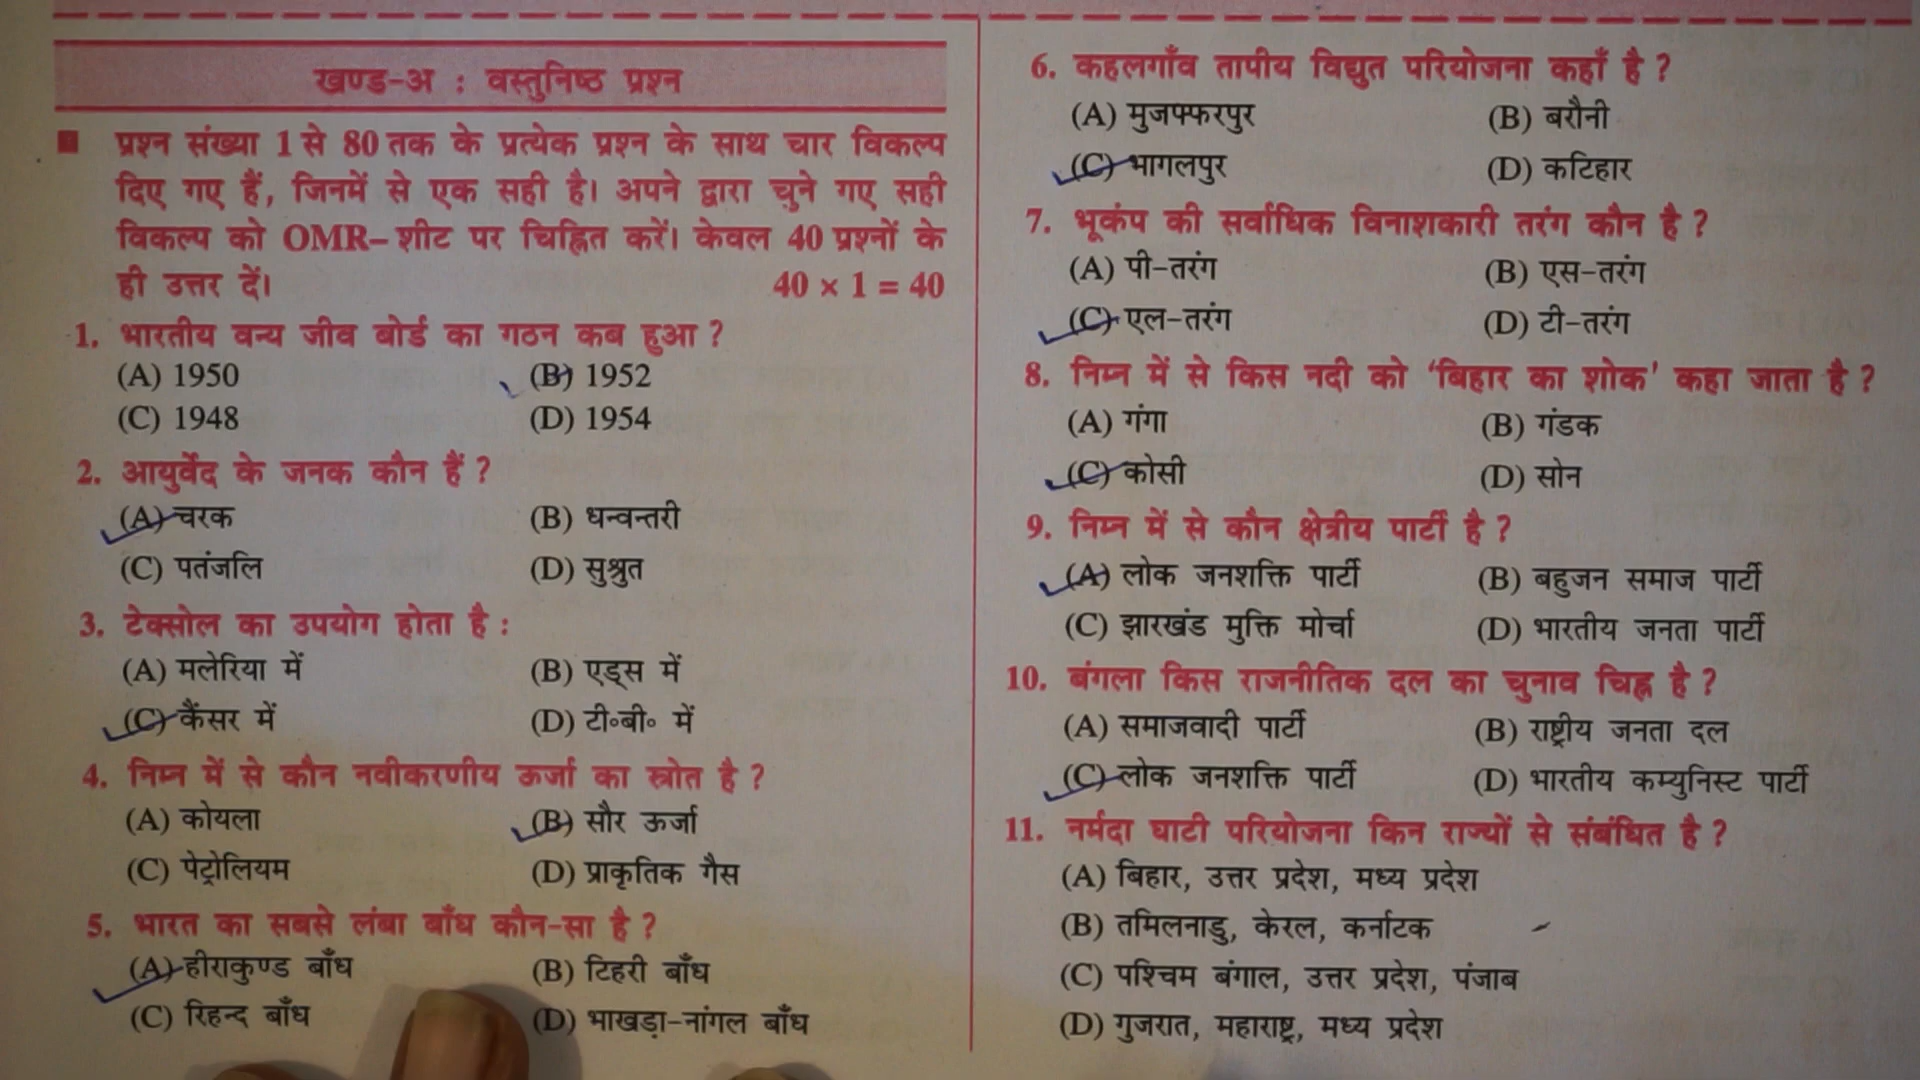 खण्ड-अ : वस्तुनिष्ठ प्रश्न
प्रश्न संख्या 1 से 80 तक के प्रत्येक प्रश्न के साथ चार विकल्प
दिए गए हैं, जिनमें से एक सही है। अपने द्वारा चुने गए सही
विकल्प को OMR-शीट पर चिह्नित करें। केवल 40 प्रश्नों के
ही उत्तर दें। 40 × 1 = 40
1. भारतीय वन्य जीव बोर्ड का गठन कब हुआ ?
(A) 1950 (B) 1952
(C) 1948 (D) 1954
2. आयुर्वेद के जनक कौन हैं ?
(A) चरक (B) धन्वन्तरी
(C) पतंजलि (D) सुश्रुत
3. टेक्सोल का उपयोग होता है :
(A) मलेरिया में (B) एड्स में
(C) कैंसर में (D) टी॰बी॰ में
4. निम्न में से कौन नवीकरणीय ऊर्जा का स्त्रोत है ?
(A) कोयला (B) सौर ऊर्जा
(C) पेट्रोलियम (D) प्राकृतिक गैस
5. भारत का सबसे लंबा बाँध कौन-सा है ?
(A) हीराकुण्ड बाँध (B) टिहरी बाँध
(C) रिहन्द बाँध (D) भाखड़ा-नांगल बाँध
6. कहलगाँव तापीय विद्युत परियोजना कहाँ है ?
(A) मुजफ्फरपुर (B) बरौनी
(C) भागलपुर (D) कटिहार
7. भूकंप की सर्वाधिक विनाशकारी तरंग कौन है ?
(A) पी-तरंग (B) एस-तरंग
(C) एल-तरंग (D) टी-तरंग
8. निम्न में से किस नदी को 'बिहार का शोक' कहा जाता है ?
(A) गंगा (B) गंडक
(C) कोसी (D) सोन
9. निम्न में से कौन क्षेत्रीय पार्टी है ?
(A) लोक जनशक्ति पार्टी (B) बहुजन समाज पार्टी
(C) झारखंड मुक्ति मोर्चा (D) भारतीय जनता पार्टी
10. बंगला किस राजनीतिक दल का चुनाव चिह्न है ?
(A) समाजवादी पार्टी (B) राष्ट्रीय जनता दल
(C) लोक जनशक्ति पार्टी (D) भारतीय कम्युनिस्ट पार्टी
11. नर्मदा घाटी परियोजना किन राज्यों से संबंधित है ?
(A) बिहार, उत्तर प्रदेश, मध्य प्रदेश
(B) तमिलनाडु, केरल, कर्नाटक
(C) पश्चिम बंगाल, उत्तर प्रदेश, पंजाब
(D) गुजरात, महाराष्ट्र, मध्य प्रदेश